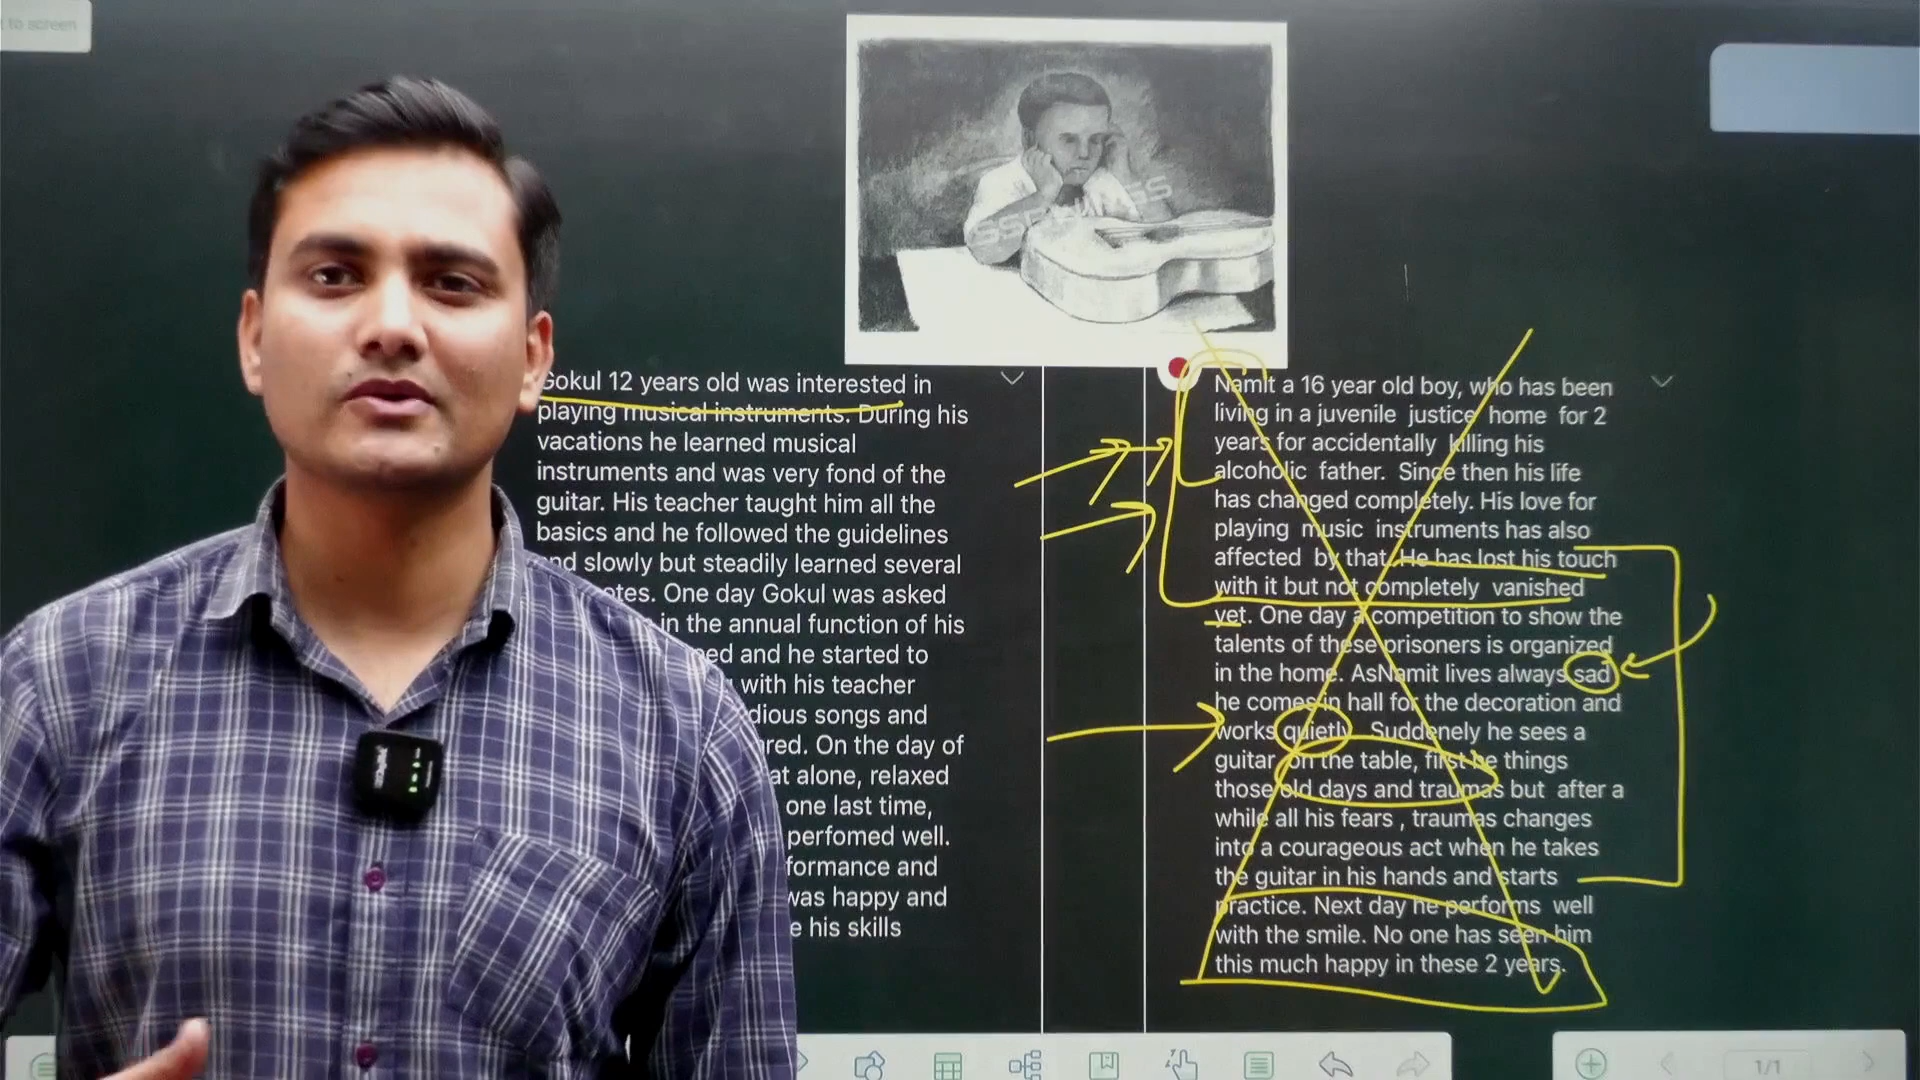 t to screen
SSBWINGS
Gokul 12 years old was interested in
playing musical instruments. During his
vacations he learned musical
instruments and was very fond of the
guitar. His teacher taught him all the
basics and he followed the guidelines
and slowly but steadily learned several
otes. One day Gokul was asked
in the annual function of his
ed and he started to
with his teacher
dious songs and
red. On the day of
at alone, relaxed
one last time,
perfomed well.
formance and
was happy and
e his skills
Namit a 16 year old boy, who has been
living in a juvenile justice home for 2
years for accidentally killing his
alcoholic father. Since then his life
has changed completely. His love for
playing music instruments has also
affected by that. He has lost his touch
with it but not completely vanished
yet. One day a competition to show the
talents of these prisoners is organized
in the home. AsNamit lives always sad
he comes in hall for the decoration and
works quietly. Suddenely he sees a
guitar on the table, first he things
those old days and traumas but after a
while all his fears , traumas changes
into a courageous act when he takes
the guitar in his hands and starts
practice. Next day he performs well
with the smile. No one has seen him
this much happy in these 2 years.
1/1